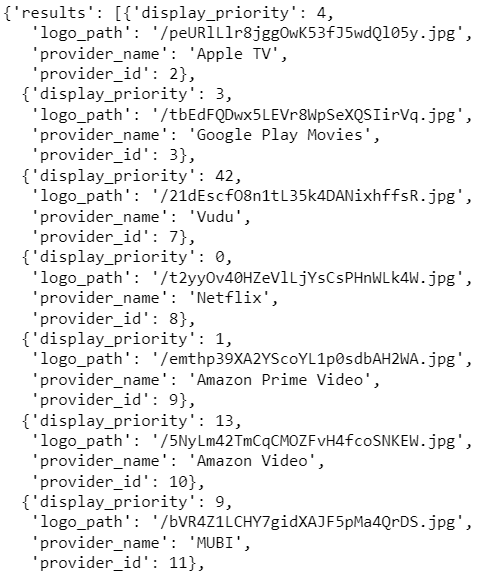 {'results': [{'display_priority': 4,
'logo_path': '/peURlLlr8jggOwK53fJ5wdQl05y.jpg',
'provider_name': 'Apple TV',
'provider_id': 2},
{'display_priority': 3,
'logo_path': '/tbEdFQDwx5LEVr8WpSeXQSIirVq.jpg',
'provider_name': 'Google Play Movies',
'provider_id': 3},
{'display_priority': 42,
'logo_path': '/21dEscfO8n1tL35k4DANixhffsR.jpg',
'provider_name': 'Vudu',
'provider_id': 7},
{'display_priority': 0,
'logo_path': '/t2yyOv40HZeVlLjYsCsPHnWLk4W.jpg',
'provider_name': 'Netflix',
'provider_id': 8},
{'display_priority': 1,
'logo_path': '/emthp39XA2YScoYL1p0sdbAH2WA.jpg',
'provider_name': 'Amazon Prime Video',
'provider_id': 9},
{'display_priority': 13,
'logo_path': '/5NyLm42TmCqCMOZFvH4fcoSNKEW.jpg',
'provider_name': 'Amazon Video',
'provider_id': 10},
{'display_priority': 9,
'logo_path': '/bVR4Z1LCHY7gidXAJF5pMa4QrDS.jpg',
'provider_name': 'MUBI',
'provider_id': 11},